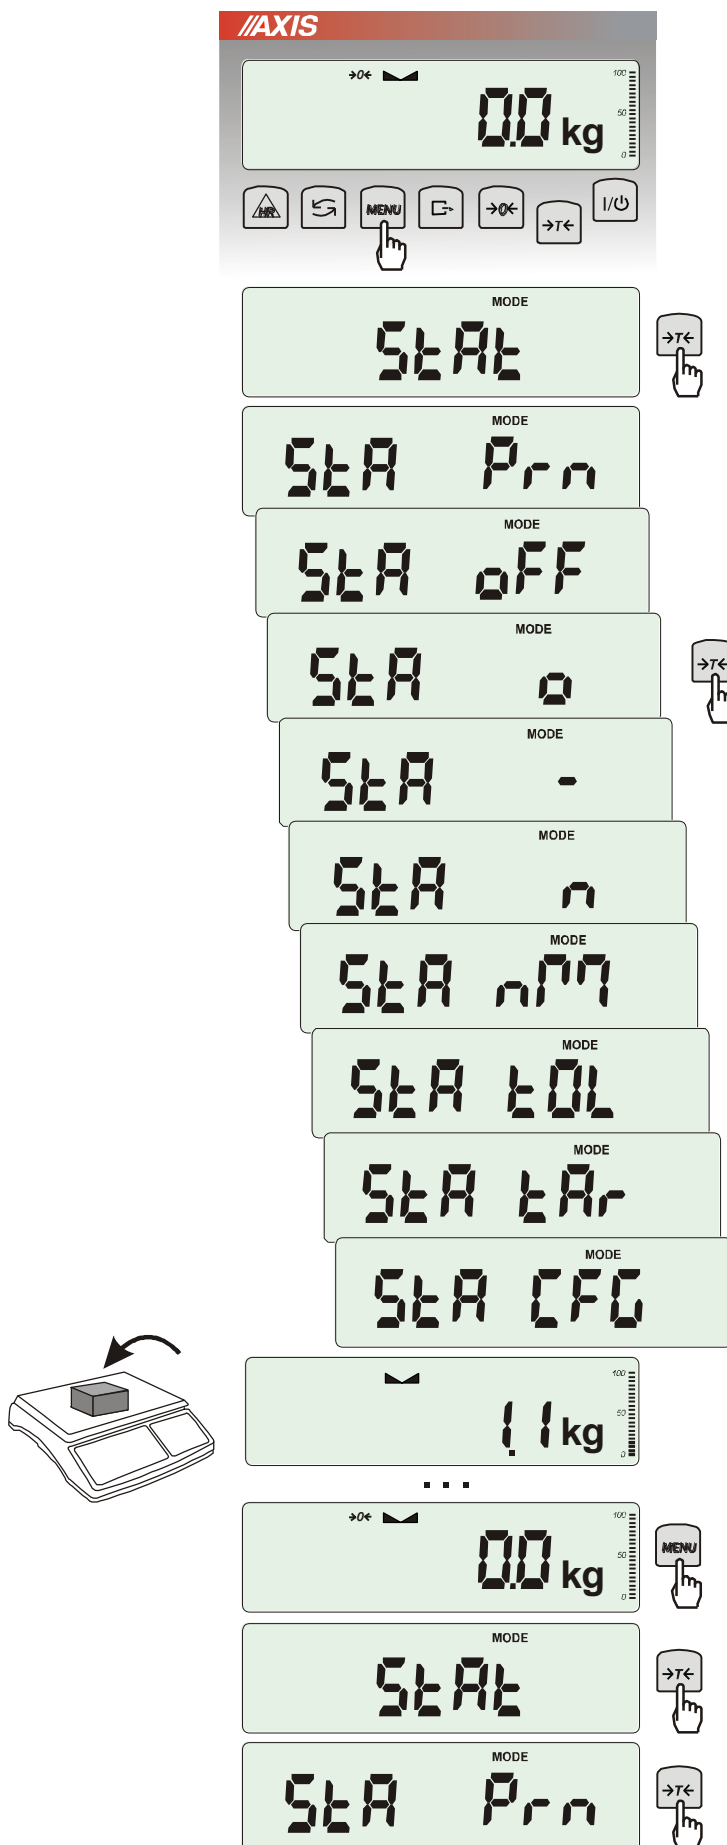 AXIS
→0←
100
50
0
0.0 kg
HR
MENU
→0←
→T←
I/⏻
MODE
StAt
→T←
MODE
StA Prn
MODE
StA oFF
MODE
StA o
→T←
MODE
StA -
MODE
StA n
MODE
StA nM
MODE
StA tOL
MODE
StA tAr
MODE
StA CFG
100
50
0
1.1 kg
...
→0←
100
50
0
0.0 kg
MENU
MODE
StAt
→T←
MODE
StA Prn
→T←